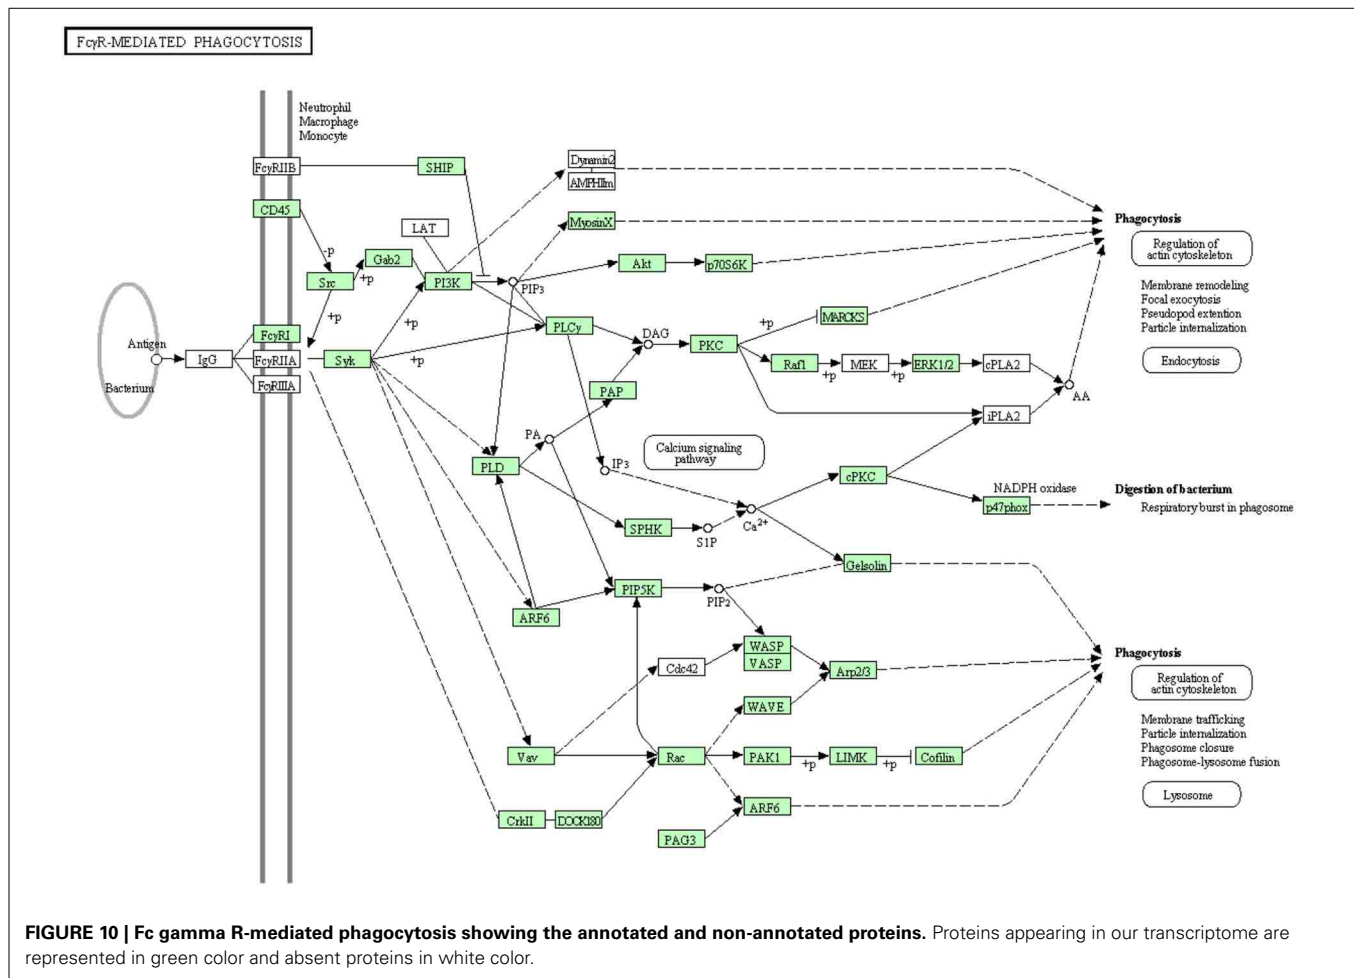 FcγR-MEDIATED PHAGOCYTOSIS
Neutrophil
Macrophage
Monocyte
FcγRIIB
SHIP
Dynamin2
AMPHIIm
CD45
LAT
MyosinX
Phagocytosis
-p
Gab2
+p
Src
PI3K
PIP3
Akt
p70S6K
Regulation of
actin cytoskeleton
Membrane remodeling
Focal exocytosis
Pseudopod extention
Particle internalization
Endocytosis
+p
+p
+p
Antigen
Bacterium
IgG
FcγRI
FcγRIIA
FcγRIIIA
Syk
PLCγ
DAG
PKC
+p
MARCKS
Raf1
+p
MEK
+p
ERK1/2
cPLA2
AA
PAP
iPLA2
PA
PLD
IP3
Calcium signaling
pathway
cPKC
NADPH oxidase
p47phox
Digestion of bacterium
Respiratory burst in phagosome
SPHK
S1P
Ca2+
Gelsolin
PIP5K
PIP2
ARF6
WASP
VASP
Cdc42
Arp2/3
Phagocytosis
Regulation of
actin cytoskeleton
WAVE
Membrane trafficking
Particle internalization
Phagosome closure
Phagosome-lysosome fusion
Vav
Rac
PAK1
+p
LIMK
+p
Cofilin
Lysosome
CrkII
DOCK180
ARF6
PAG3
FIGURE 10 | Fc gamma R-mediated phagocytosis showing the annotated and non-annotated proteins. Proteins appearing in our transcriptome are
represented in green color and absent proteins in white color.